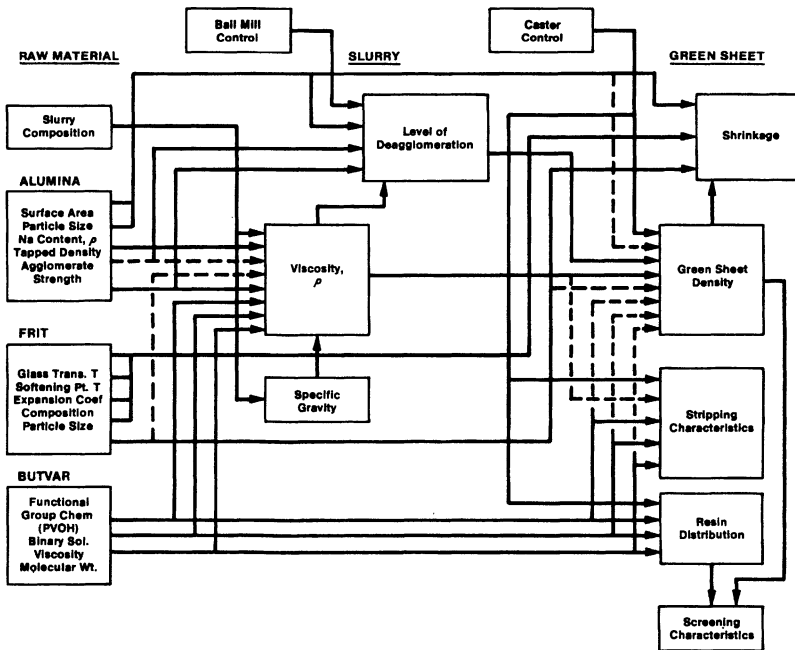 Ball Mill
Control
Caster
Control
RAW MATERIAL
SLURRY
GREEN SHEET
Slurry
Composition
Level of
Deagglomeration
Shrinkage
ALUMINA
Surface Area
Particle Size
Na Content, ρ
Tapped Density
Agglomerate
Strength
Viscosity,
ρ
Green Sheet
Density
FRIT
Glass Trans. T
Softening Pt. T
Expansion Coef
Composition
Particle Size
Specific
Gravity
Stripping
Characteristics
BUTVAR
Functional
Group Chem
(PVOH)
Binary Sol.
Viscosity
Molecular Wt.
Resin
Distribution
Screening
Characteristics